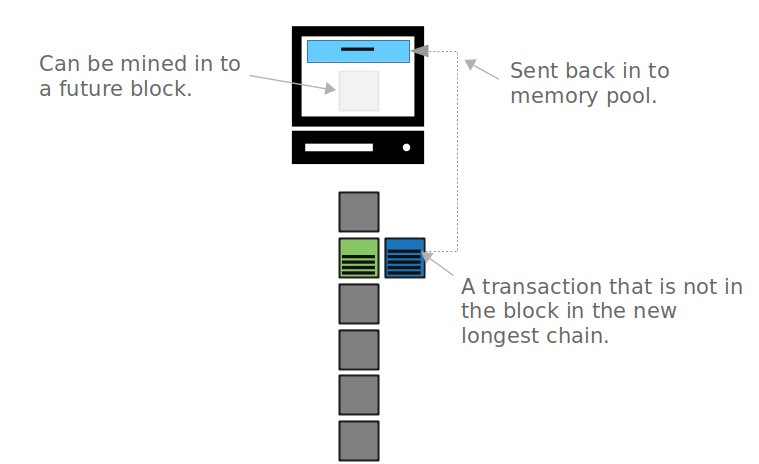 Can be mined in to
a future block.
Sent back in to
memory pool.
A transaction that is not in
the block in the new
longest chain.